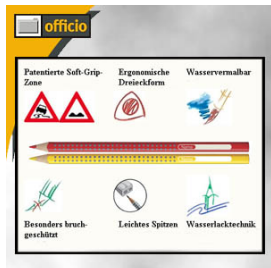 officio
Patentierte Soft-Grip-
Zone
Ergonomische
Dreieckform
Wasservermalbar
Besonders bruch-
geschützt
Leichtes Spitzen
Wasserlacktechnik